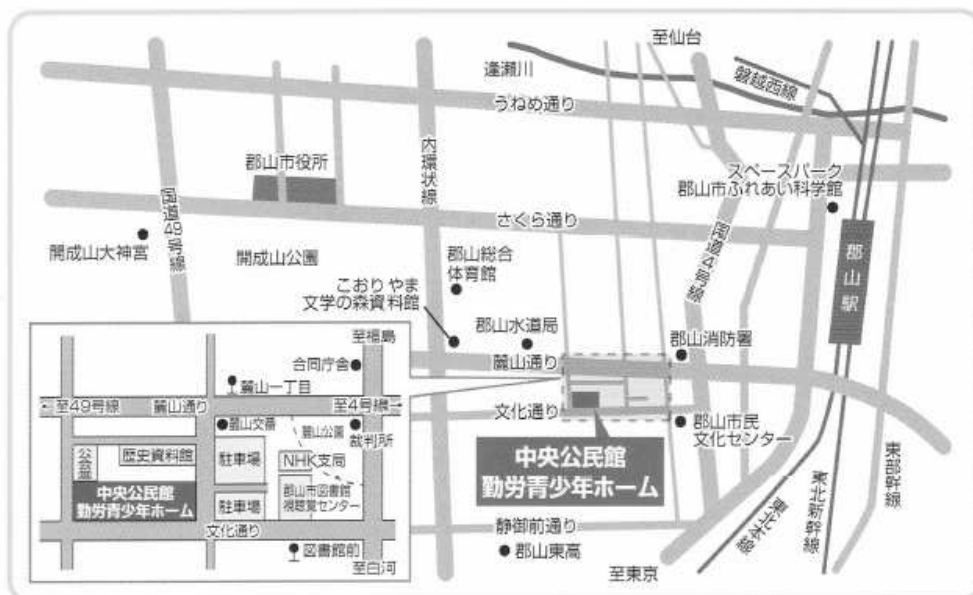 至仙台
逢瀬川
磐越西線
うねめ通り
郡山市役所
内環状線
スペースパーク
郡山市ふれあい科学館
国道49号線
さくら通り
開成山大神宮
開成山公園
郡山総合
体育館
国道4号線
郡山駅
こおりやま
文学の森資料館
郡山水道局
郡山消防署
麓山通り
文化通り
郡山市民
文化センター
中央公民館
勤労青少年ホーム
東部幹線
東北新幹線
東北本線
静御前通り
郡山東高
至東京
至福島
合同庁舎
麓山一丁目
至49号線
麓山通り
至4号線
麓山交番
麓山公園
裁判所
公会堂
歴史資料館
駐車場
NHK支局
中央公民館
勤労青少年ホーム
郡山市図書館
視聴覚センター
駐車場
文化通り
図書館前
至白河